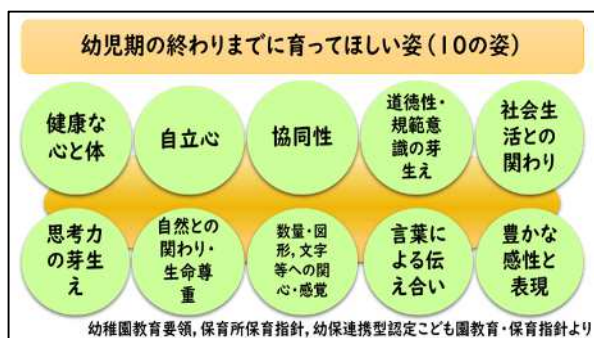 幼児期の終わりまでに育ってほしい姿(10の姿)
健康な
心と体
自立心
協同性
道徳性・
規範意
識の芽
生え
社会生
活との
関わり
思考力
の芽生
え
自然との
関わり・
生命尊
重
数量・図
形,文字
等への関
心・感覚
言葉に
よる伝
え合い
豊かな
感性と
表現
幼稚園教育要領,保育所保育指針,幼保連携型認定こども園教育・保育指針より